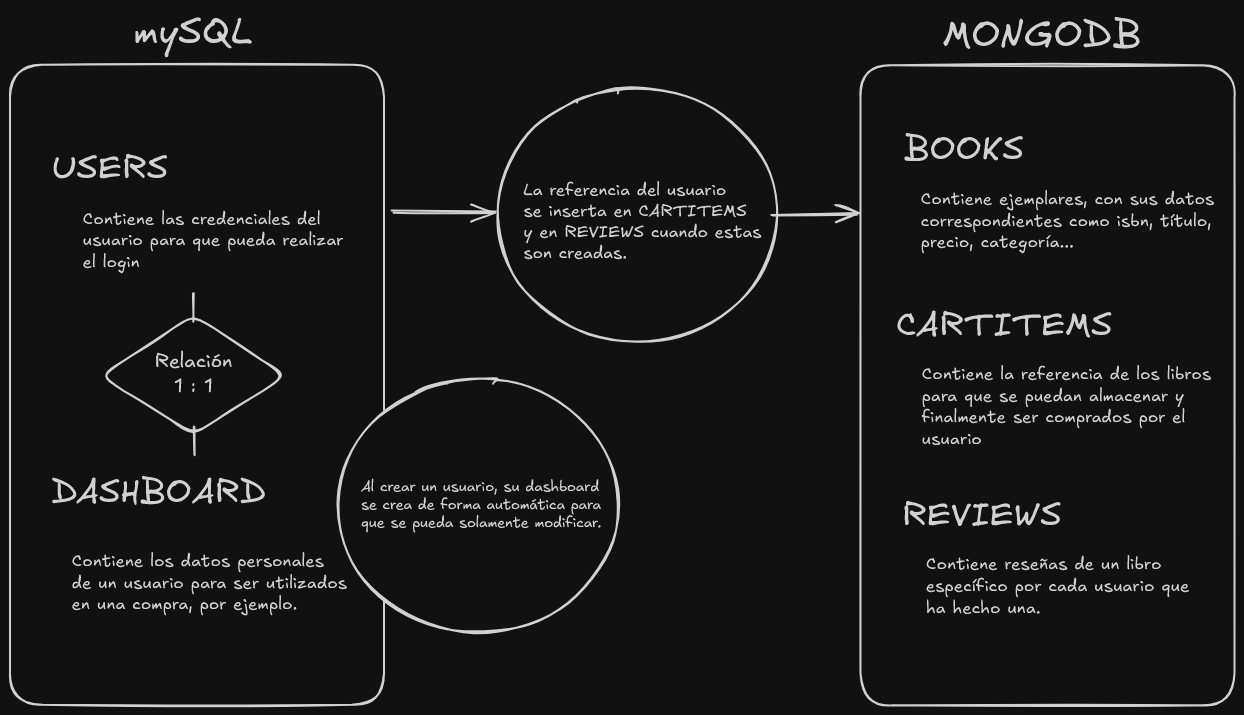 mySQL
USERS
Contiene las credenciales del
usuario para que pueda realizar
el login
Relación
1 : 1
DASHBOARD
Contiene los datos personales
de un usuario para ser utilizados
en una compra, por ejemplo.
La referencia del usuario
se inserta en CARTITEMS
y en REVIEWS cuando estas
son creadas.
Al crear un usuario, su dashboard
se crea de forma automática para
que se pueda solamente modificar.
MONGODB
BOOKS
Contiene ejemplares, con sus datos
correspondientes como isbn, título,
precio, categoría...
CARTITEMS
Contiene la referencia de los libros
para que se puedan almacenar y
finalmente ser comprados por el
usuario
REVIEWS
Contiene reseñas de un libro
específico por cada usuario que
ha hecho una.